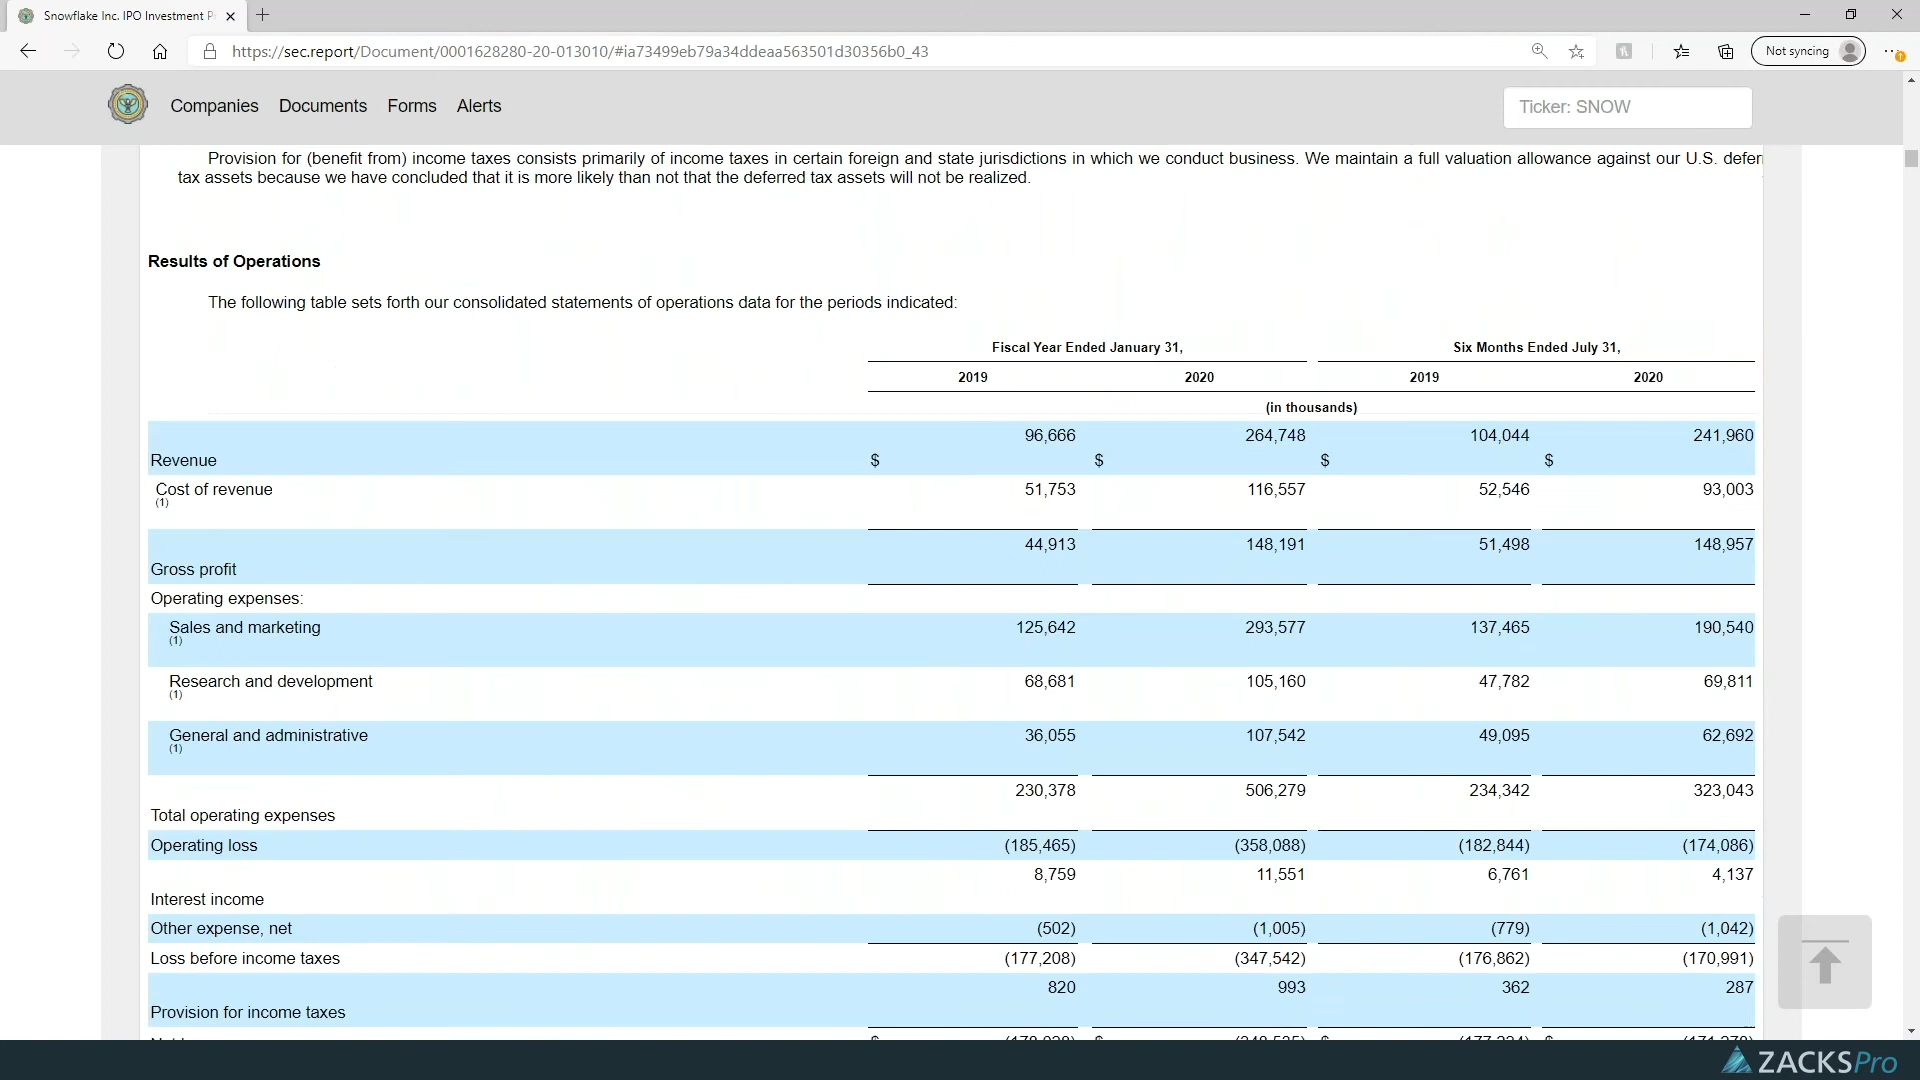 Snowflake Inc. IPO Investment P
https://sec.report/Document/0001628280-20-013010/#ia73499eb79a34ddeaa563501d30356b0_43
Not syncing
Companies Documents Forms Alerts
Ticker: SNOW
Provision for (benefit from) income taxes consists primarily of income taxes in certain foreign and state jurisdictions in which we conduct business. We maintain a full valuation allowance against our U.S. defer
tax assets because we have concluded that it is more likely than not that the deferred tax assets will not be realized.
Results of Operations
The following table sets forth our consolidated statements of operations data for the periods indicated:
Fiscal Year Ended January 31, Six Months Ended July 31,
2019 2020 2019 2020
(in thousands)
96,666 264,748 104,044 241,960
Revenue $ $ $ $
Cost of revenue 51,753 116,557 52,546 93,003
(1)
44,913 148,191 51,498 148,957
Gross profit
Operating expenses:
Sales and marketing 125,642 293,577 137,465 190,540
(1)
Research and development 68,681 105,160 47,782 69,811
(1)
General and administrative 36,055 107,542 49,095 62,692
(1)
230,378 506,279 234,342 323,043
Total operating expenses
Operating loss (185,465) (358,088) (182,844) (174,086)
8,759 11,551 6,761 4,137
Interest income
Other expense, net (502) (1,005) (779) (1,042)
Loss before income taxes (177,208) (347,542) (176,862) (170,991)
820 993 362 287
Provision for income taxes
ZACKS Pro